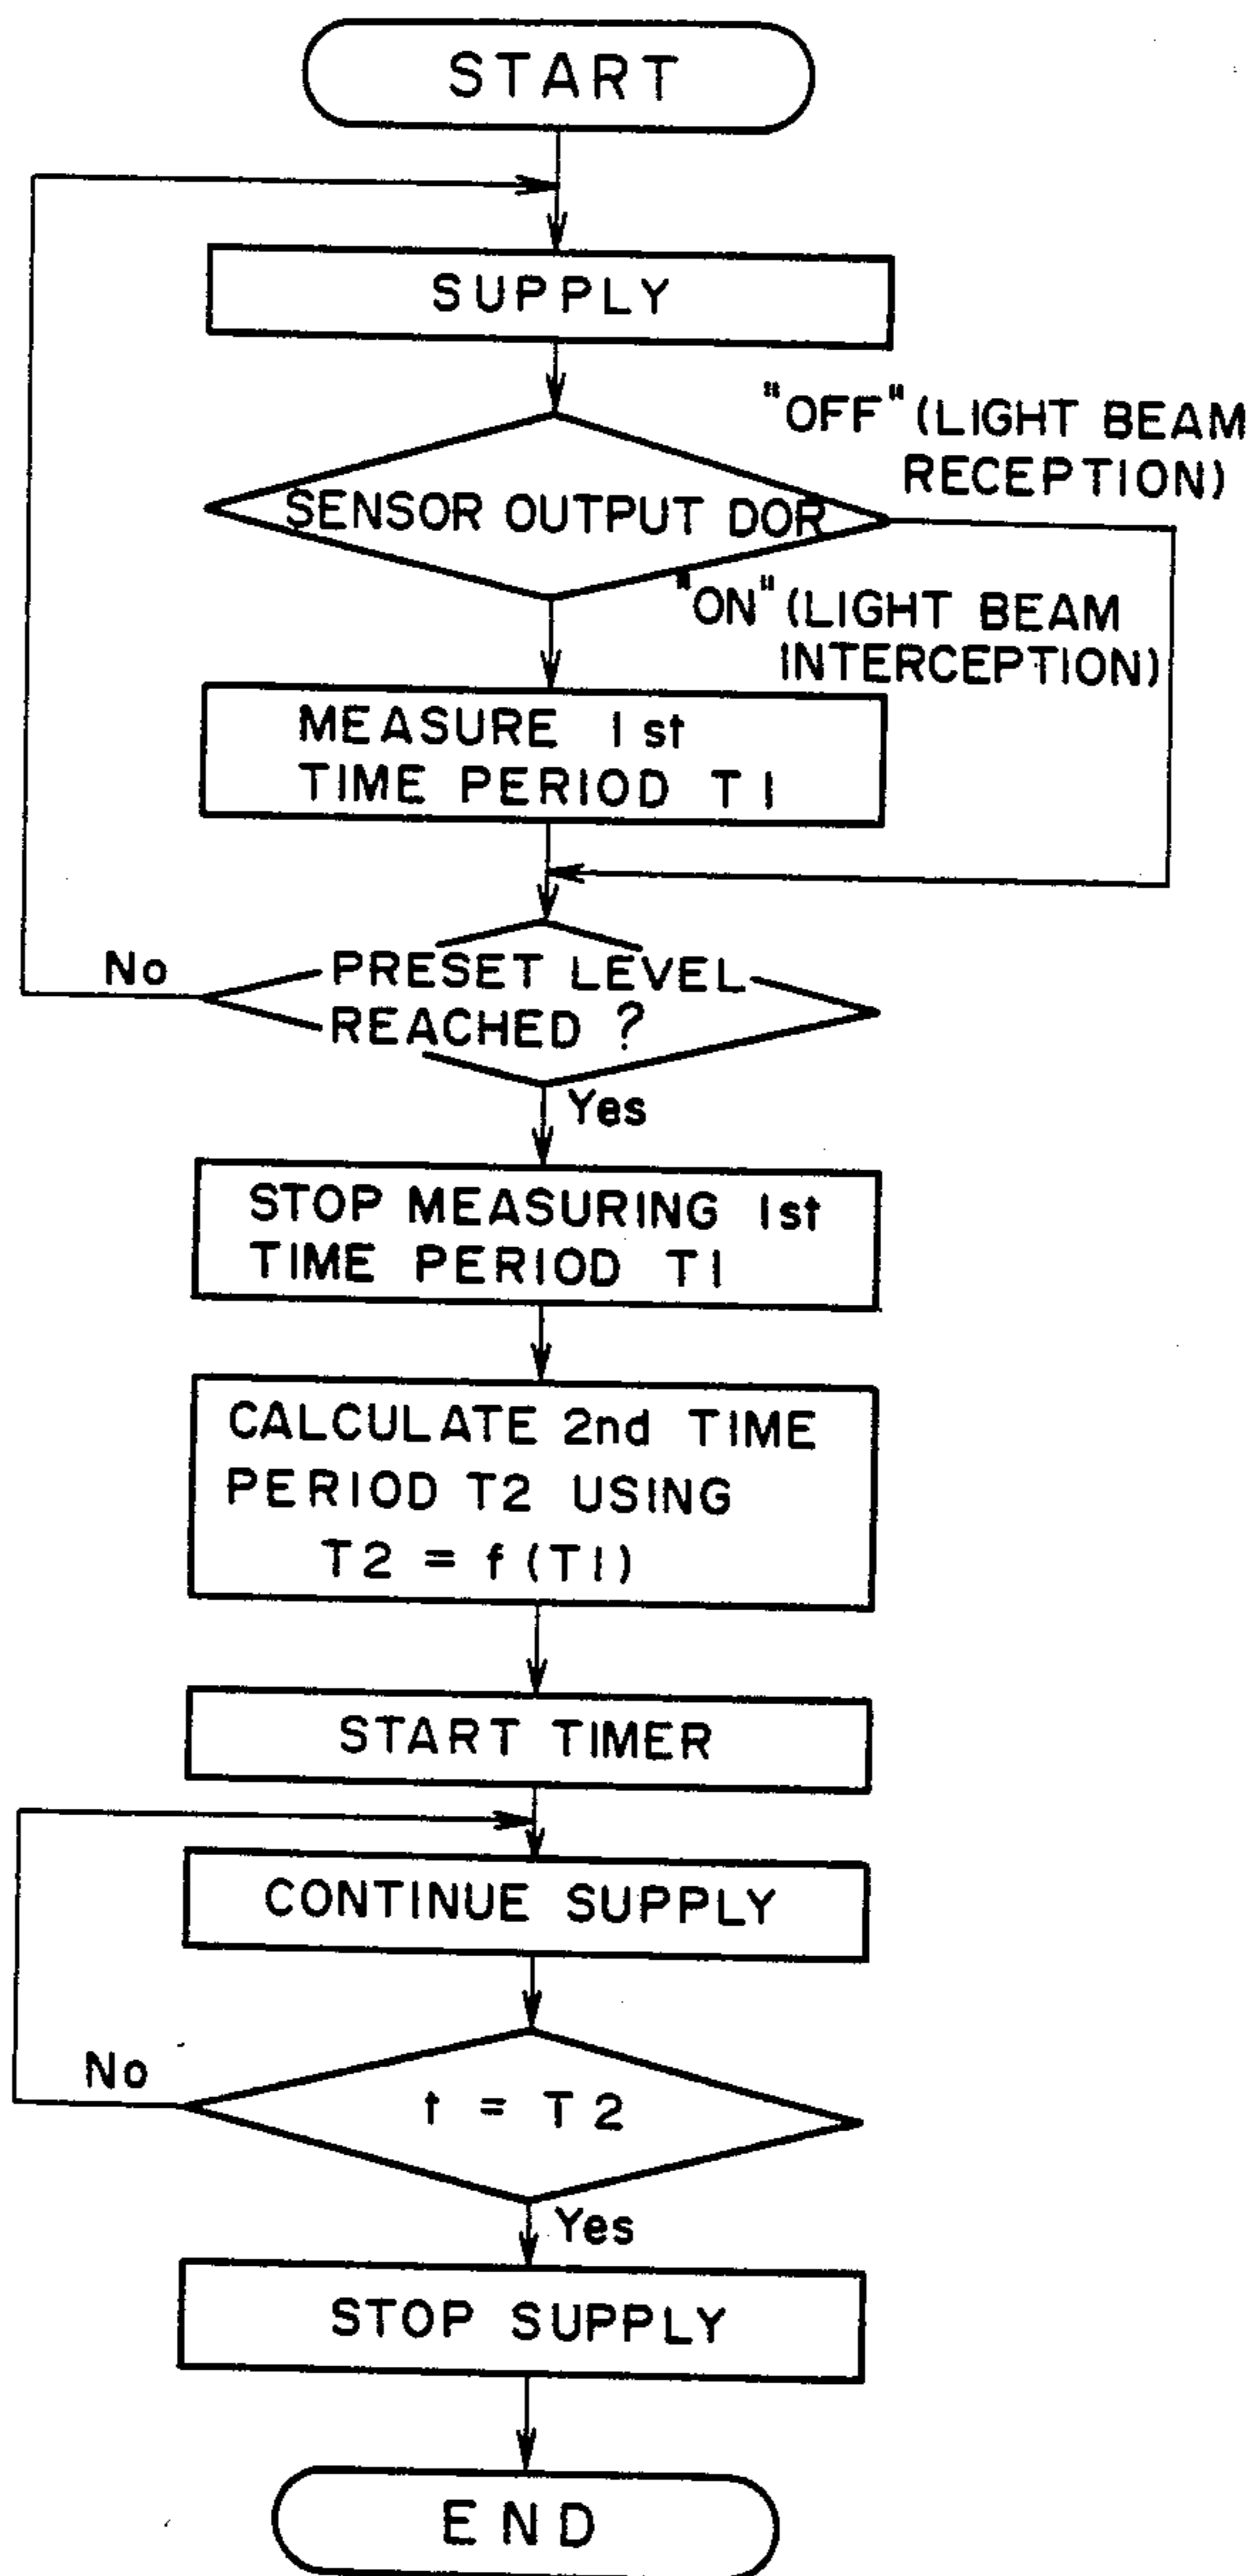 START
SUPPLY
"OFF" (LIGHT BEAM
RECEPTION)
SENSOR OUTPUT DOR
"ON" (LIGHT BEAM
INTERCEPTION)
MEASURE 1st
TIME PERIOD T1
No
PRESET LEVEL
REACHED ?
Yes
STOP MEASURING 1st
TIME PERIOD T1
CALCULATE 2nd TIME
PERIOD T2 USING
T2 = f (T1)
START TIMER
CONTINUE SUPPLY
No
t = T2
Yes
STOP SUPPLY
END